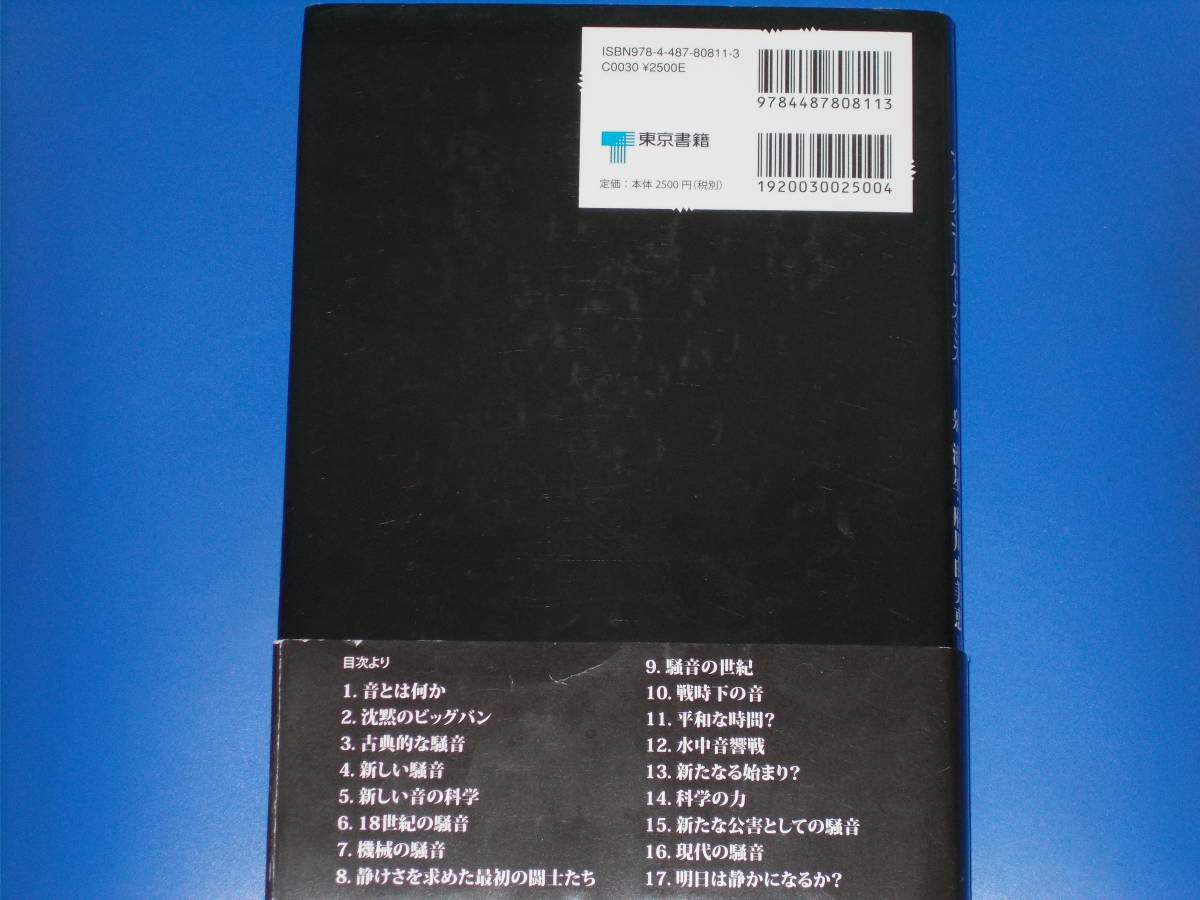 ISBN978-4-487-80811-3
C0030 ¥2500E
9784487808113
東京書籍
定価：本体2500円（税別）
1920030025004
目次より
1. 音とは何か
2. 沈黙のビッグバン
3. 古典的な騒音
4. 新しい騒音
5. 新しい音の科学
6. 18世紀の騒音
7. 機械の騒音
8. 静けさを求めた最初の闘士たち
9. 騒音の世紀
10. 戦時下の音
11. 平和な時間？
12. 水中音響戦
13. 新たなる始まり？
14. 科学の力
15. 新たな公害としての騒音
16. 現代の騒音
17. 明日は静かになるか？